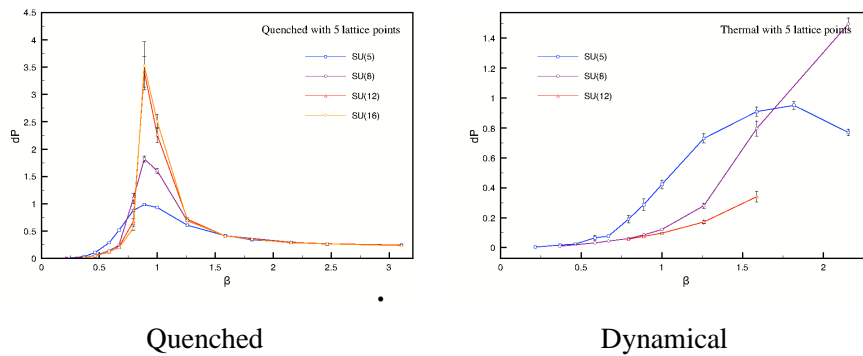 Quenched with 5 lattice points
SU(5)
SU(8)
SU(12)
SU(16)
dP
4.5
4
3.5
3
2.5
2
1.5
1
0.5
0
0 0.5 1 1.5 2 2.5 3
β
Quenched
Thermal with 5 lattice points
SU(5)
SU(8)
SU(12)
dP
1.4
1.2
1
0.8
0.6
0.4
0.2
0
0 0.5 1 1.5 2
β
Dynamical